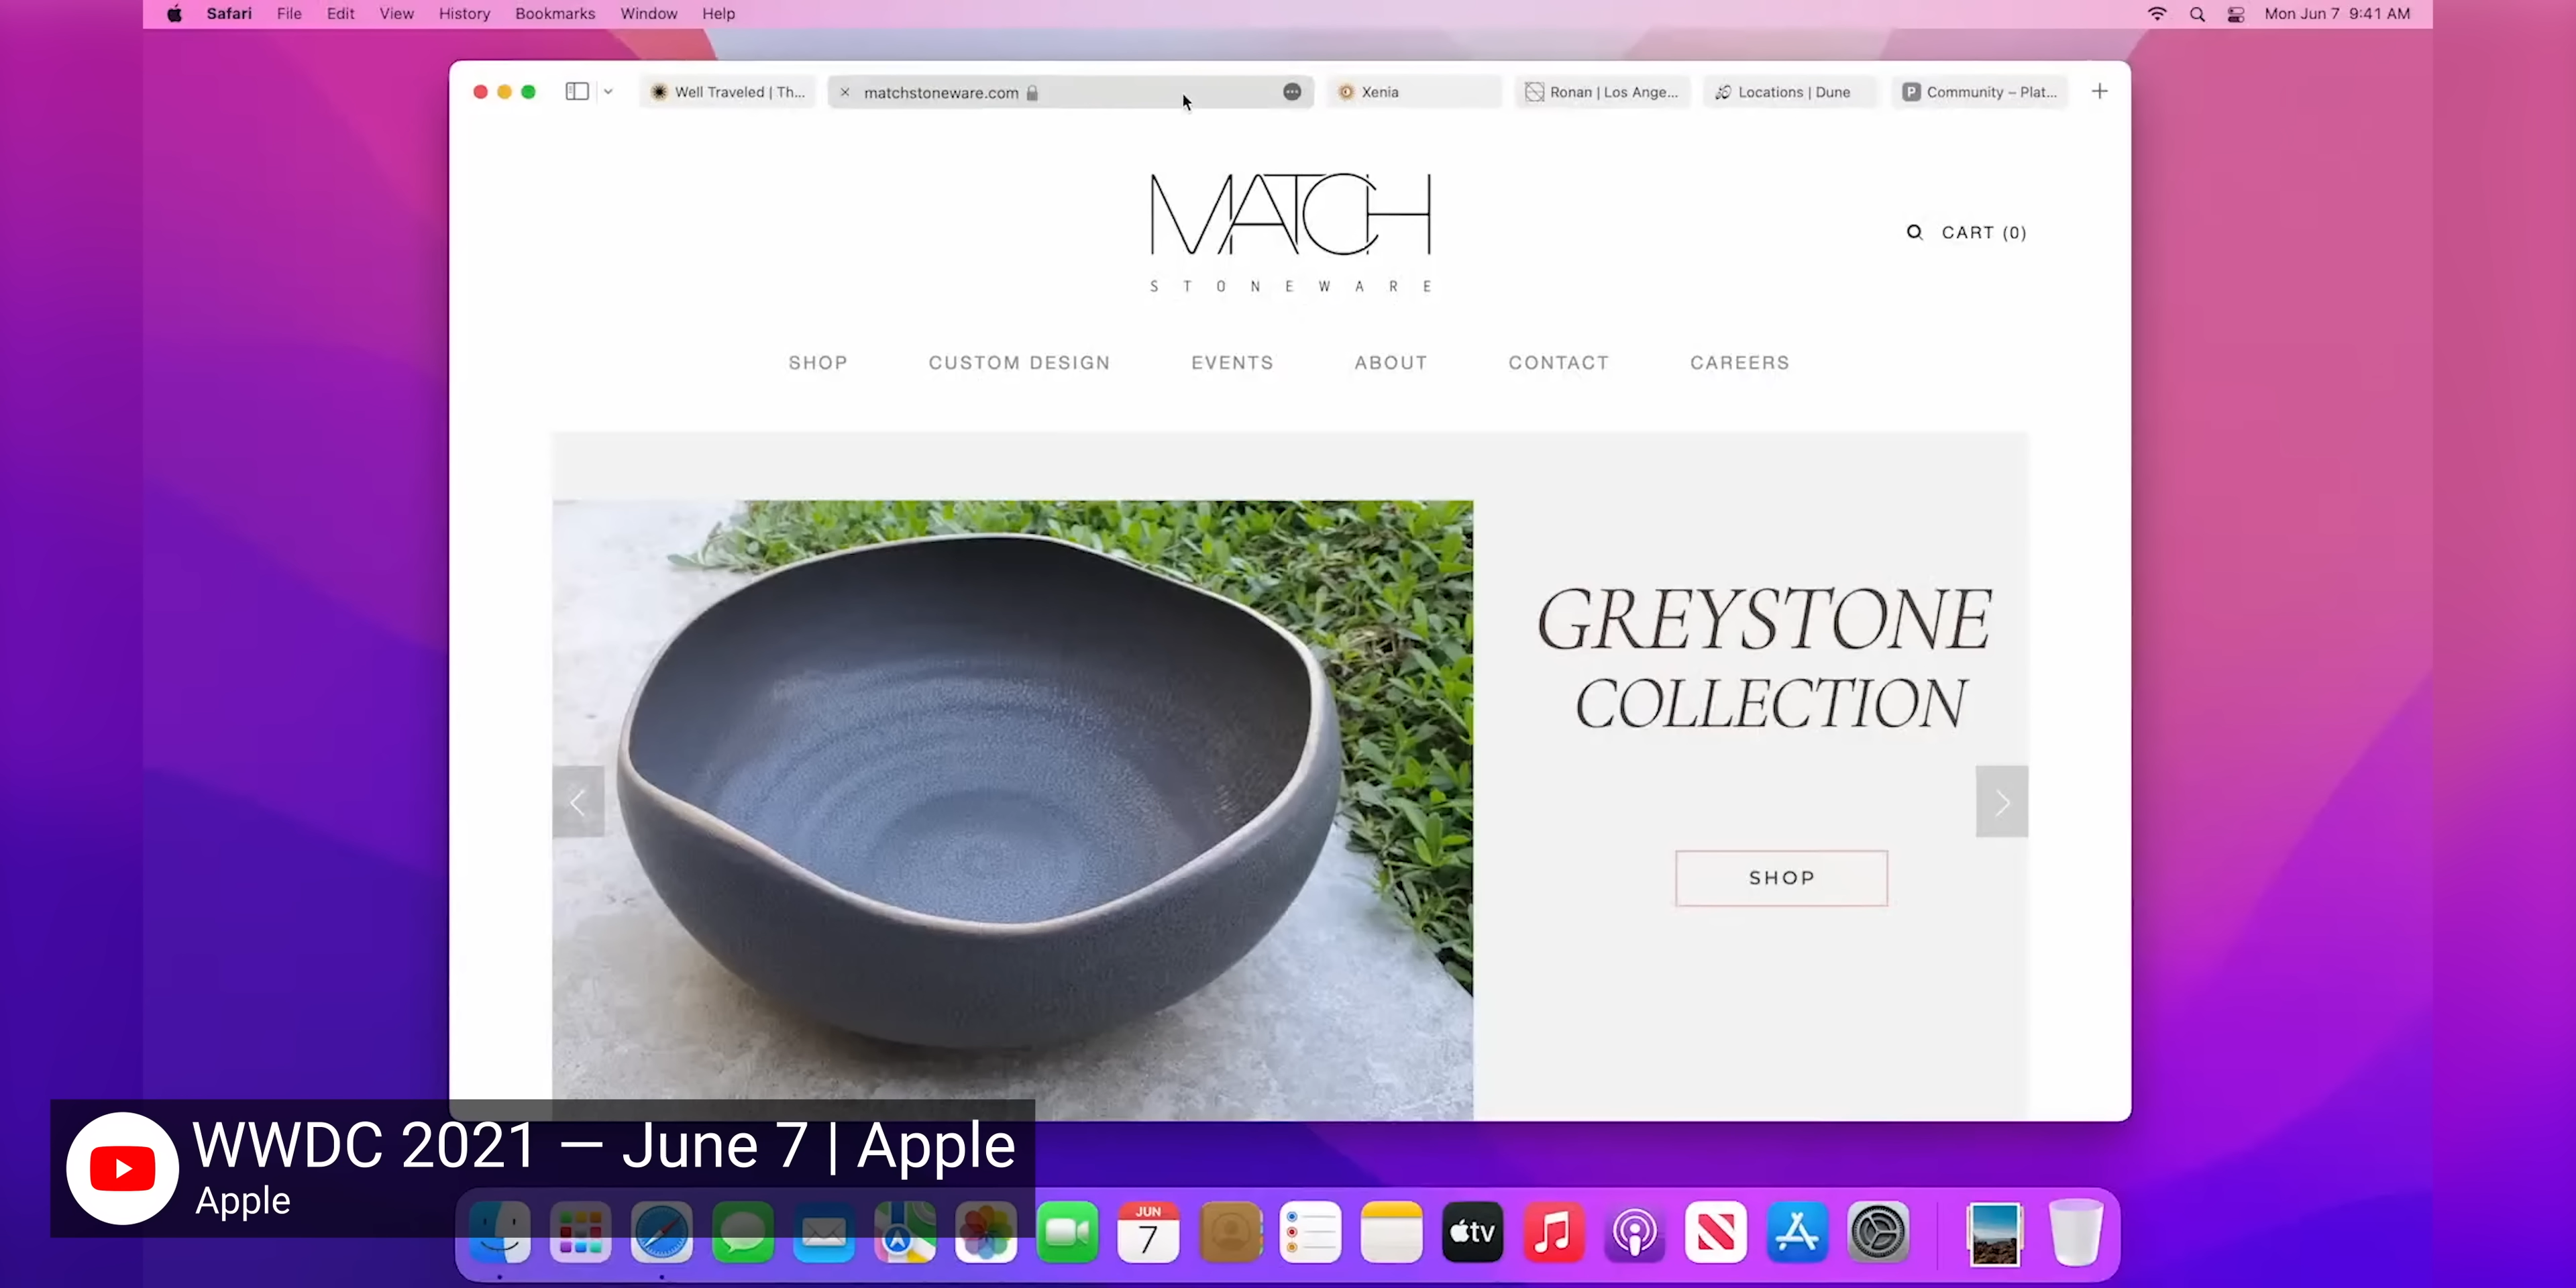 Safari File Edit View History Bookmarks Window Help
Mon Jun 7 9:41 AM
Well Traveled | Th...
matchstoneware.com
Xenia
Ronan | Los Ange...
Locations | Dune
P
Community – Plat...
MATCH
STONEWARE
CART (0)
SHOP CUSTOM DESIGN EVENTS ABOUT CONTACT CAREERS
GREYSTONE
COLLECTION
SHOP
WWDC 2021 — June 7 | Apple
Apple
JUN
7
tv